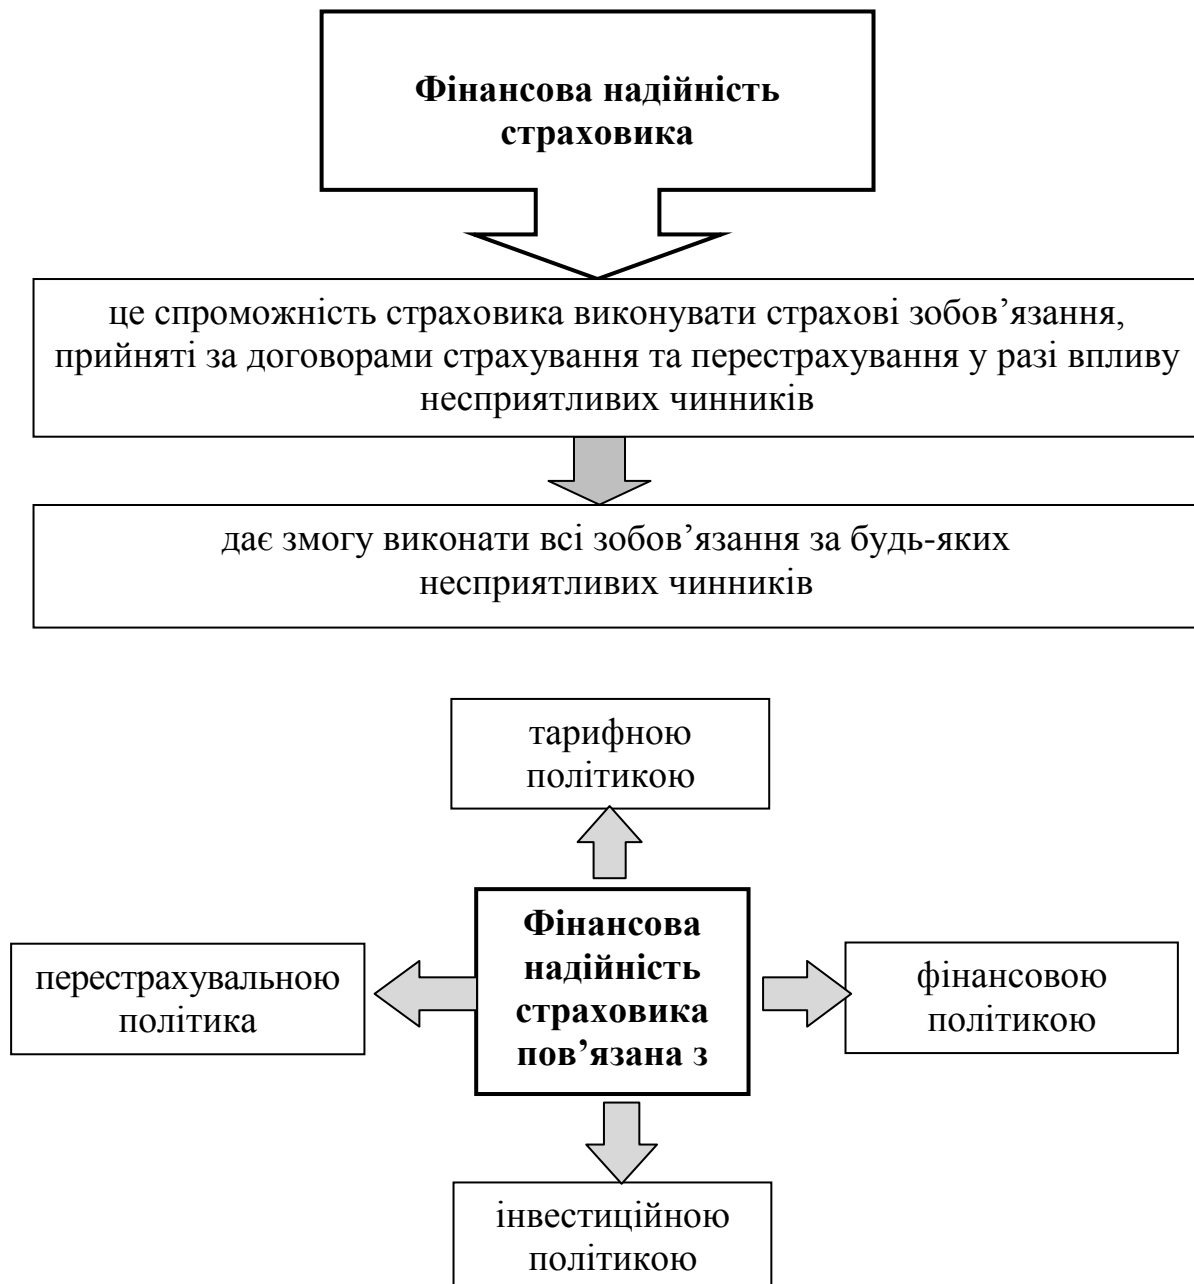 Фінансова надійність
страховика
це спроможність страховика виконувати страхові зобов’язання,
прийняті за договорами страхування та перестрахування у разі впливу
несприятливих чинників
дає змогу виконати всі зобов’язання за будь-яких
несприятливих чинників
тарифною
політикою
перестрахувальною
політика
Фінансова
надійність
страховика
пов’язана з
фінансовою
політикою
інвестиційною
політикою